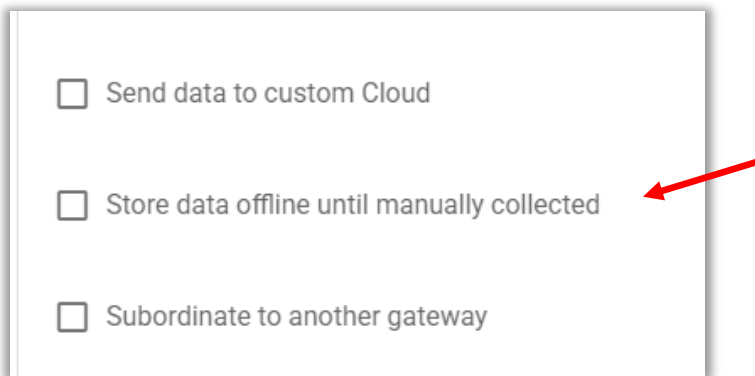 Send data to custom Cloud
Store data offline until manually collected
Subordinate to another gateway